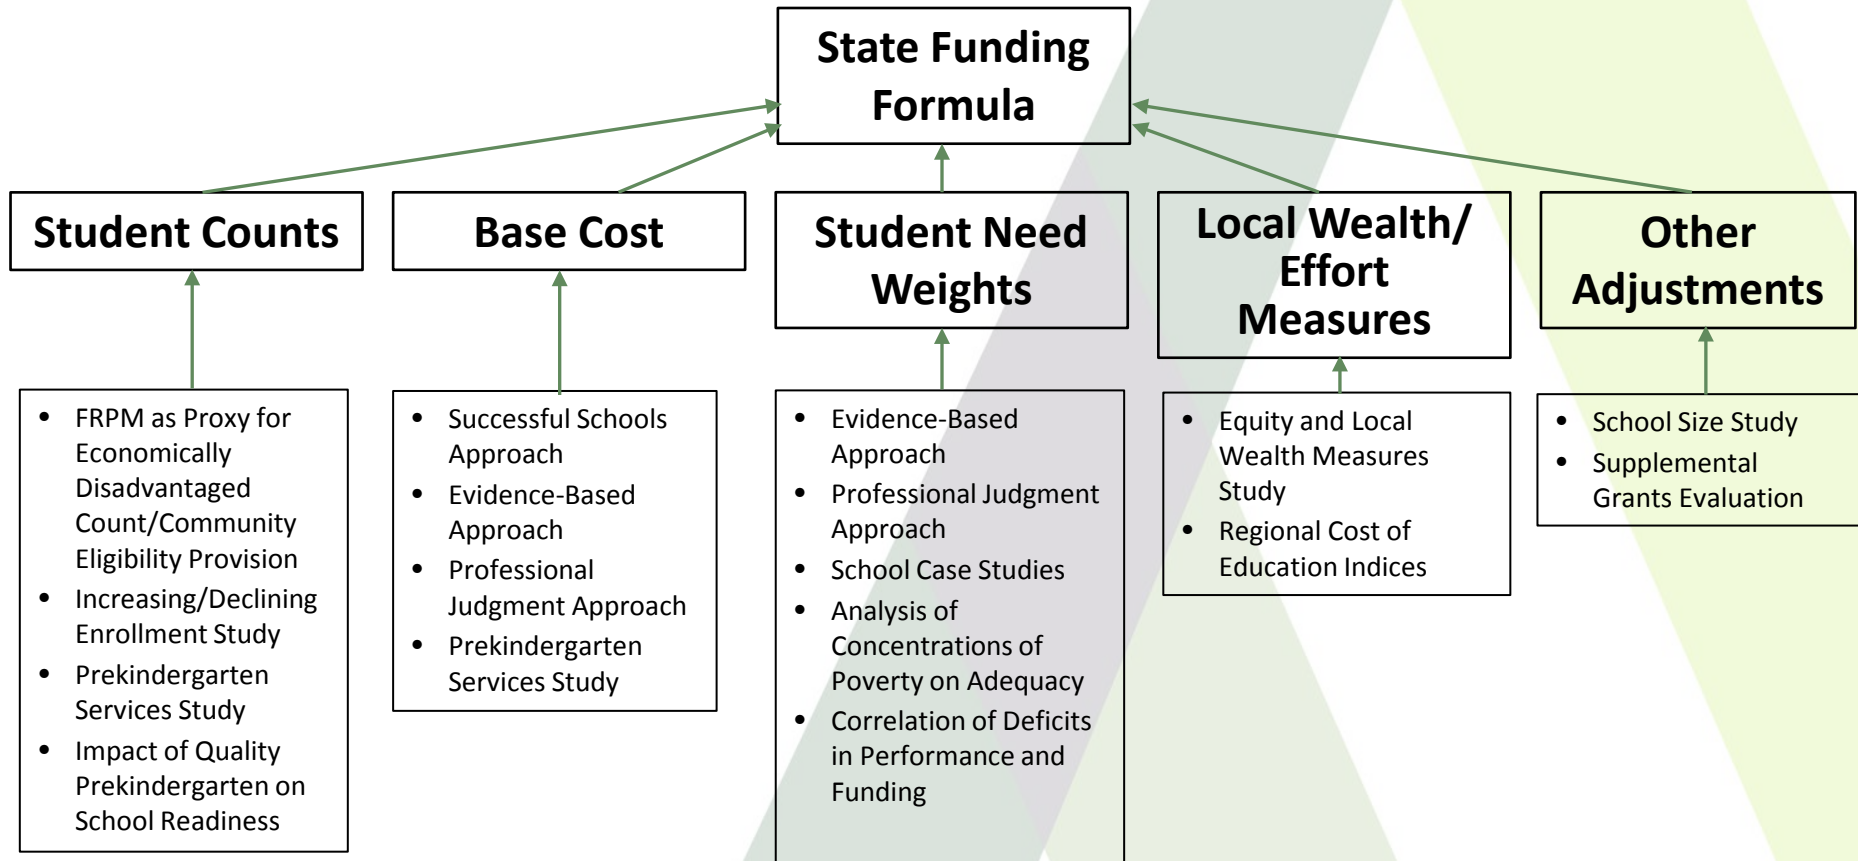 State Funding
Formula
Student Counts
Base Cost
Student Need
Weights
Local Wealth/
Effort
Measures
Other
Adjustments
• FRPM as Proxy for
Economically
Disadvantaged
Count/Community
Eligibility Provision
• Increasing/Declining
Enrollment Study
• Prekindergarten
Services Study
• Impact of Quality
Prekindergarten on
School Readiness
• Successful Schools
Approach
• Evidence-Based
Approach
• Professional
Judgment Approach
• Prekindergarten
Services Study
• Evidence-Based
Approach
• Professional Judgment
Approach
• School Case Studies
• Analysis of
Concentrations of
Poverty on Adequacy
• Correlation of Deficits
in Performance and
Funding
• Equity and Local
Wealth Measures
Study
• Regional Cost of
Education Indices
• School Size Study
• Supplemental
Grants Evaluation